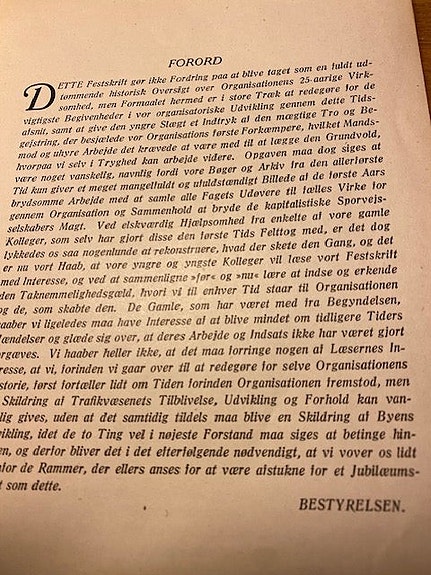 FORORD
DETTE Festskrift gør ikke Fordring paa at blive taget som en fuldt ud-
tømmende historisk Oversigt over Organisationens 25-aarige Virk-
somhed, men Formaalet hermed er i store Træk at redegøre for de
vigtigste Begivenheder i vor organisatoriske Udvikling gennem dette Tids-
afsnit, samt at give den yngre Slægt et Indtryk af den mægtige Tro og Be-
gejstring, der besjælede vor Organisations første Forkæmpere, hvilket Mands-
mod og uhyre Arbejde det krævede at være med til at lægge den Grundvold,
hvorpaa vi selv i Tryghed kan arbejde videre. Opgaven maa dog siges at
være noget vanskelig, navnlig fordi vore Bøger og Arkiv fra den allerførste
Tid kun giver et meget mangelfuldt og ufuldstændigt Billede af de første Aars
brydsomme Arbejde med at samle alle Fagets Udøvere til fælles Virke for
gennem Organisation og Sammenhold at bryde de kapitalistiske Sporvejs-
selskabers Magt. Ved elskværdig Hjælpsomhed fra enkelte af vore gamle
Kolleger, som selv har gjort disse den første Tids Felttog med, er det dog
lykkedes os saa nogenlunde at rekonstruere, hvad der skete den Gang, og det
er nu vort Haab, at vore yngre og yngste Kolleger vil læse vort Festskrift
med Interesse, og ved at sammenligne »før« og »nu« lære at indse og erkende
den Taknemmelighedsgæld, hvori vi til enhver Tid staar til Organisationen
og de, som skabte den. De Gamle, som har været med fra Begyndelsen,
haaber vi ligeledes maa have Interesse af at blive mindet om tidligere Tiders
Hændelser og glæde sig over, at deres Arbejde og Indsats ikke har været gjort
orgæves. Vi haaber heller ikke, at det maa forringe nogen af Læsernes In-
resse, at vi, forinden vi gaar over til at redegøre for selve Organisationens
storie, først fortæller lidt om Tiden forinden Organisationen fremstod, men
Skildring af Trafikvæsenets Tilblivelse, Udvikling og Forhold kan van-
lig gives, uden at det samtidig tildels maa blive en Skildring af Byens
vikling, idet de to Ting vel i nøjeste Forstand maa siges at betinge hin-
en, og derfor bliver det i det efterfølgende nødvendigt, at vi vover os lidt
nfor de Rammer, der ellers anses for at være afstukne for et Jubilæums-
t som dette.
BESTYRELSEN.